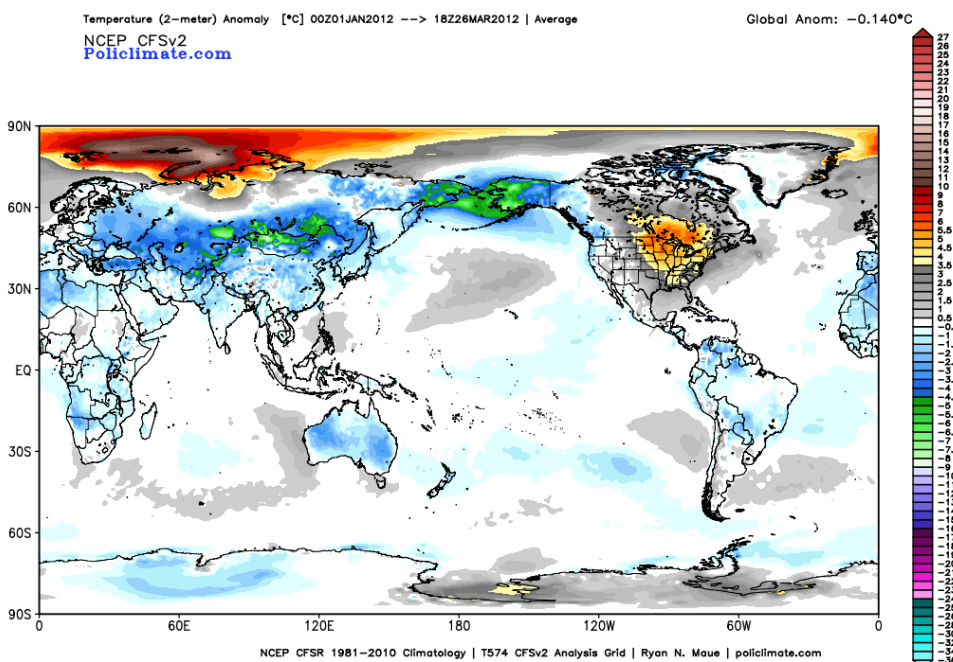 Temperature (2-meter) Anomaly [°C] 00Z01JAN2012 --> 18Z26MAR2012 | Average
Global Anom: -0.140°C
NCEP CFSv2
Policlimate.com
90N
60N
30N
EQ
30S
60S
90S
0 60E 120E 180 120W 60W 0
27
26
25
24
23
22
21
20
19
18
17
16
15
14
13
12
11
10
9
8
7
6.5
6
5.5
5
4.5
4
3.5
3
2.5
2
1.5
1
0.5
NCEP CFSR 1981-2010 Climatology | T574 CFSv2 Analysis Grid | Ryan N. Maue | policlimate.com